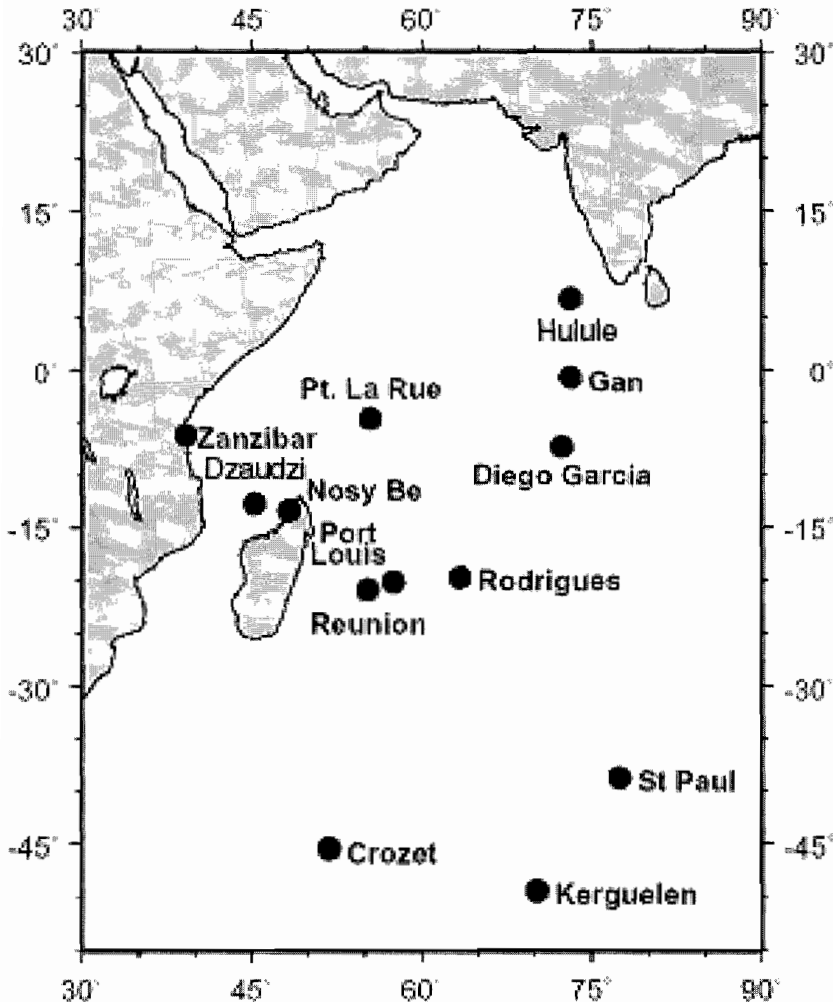 30° 45° 60° 75° 90°
30° 30°
15° 15°
Hulule
0° Gan 0°
Pt. La Rue
Zanzibar
Dzaudzi
Diego Garcia
Nosy Be
-15° -15°
Port
Louis
Rodrigues
Reunion
-30° -30°
St Paul
-45° -45°
Crozet
Kerguelen
30° 45° 60° 75° 90°